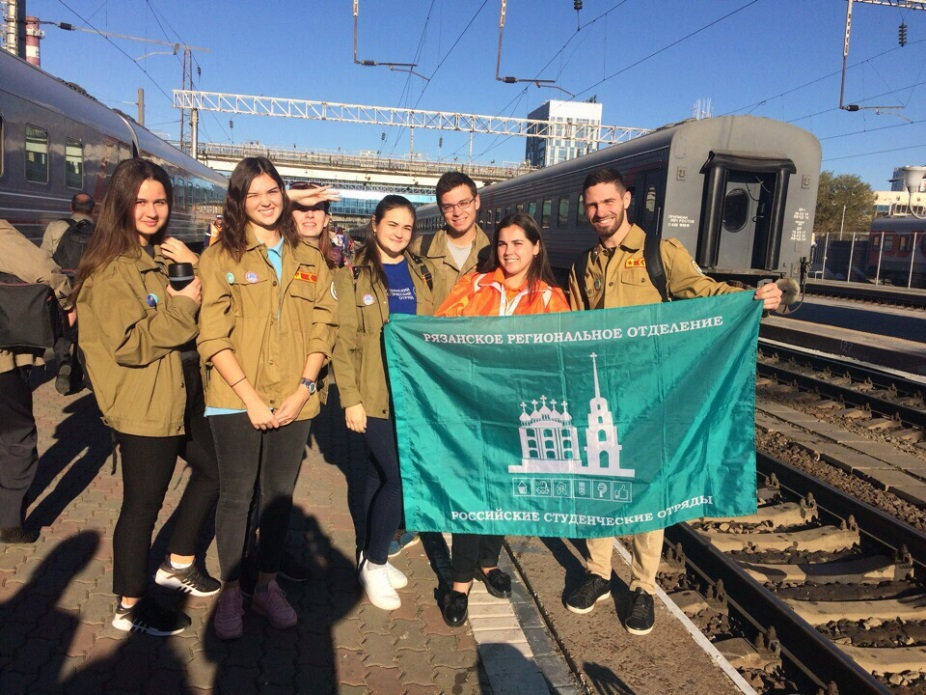 РЯЗАНСКОЕ РЕГИОНАЛЬНОЕ ОТДЕЛЕНИЕ
РОССИЙСКИЕ СТУДЕНЧЕСКИЕ ОТРЯДЫ